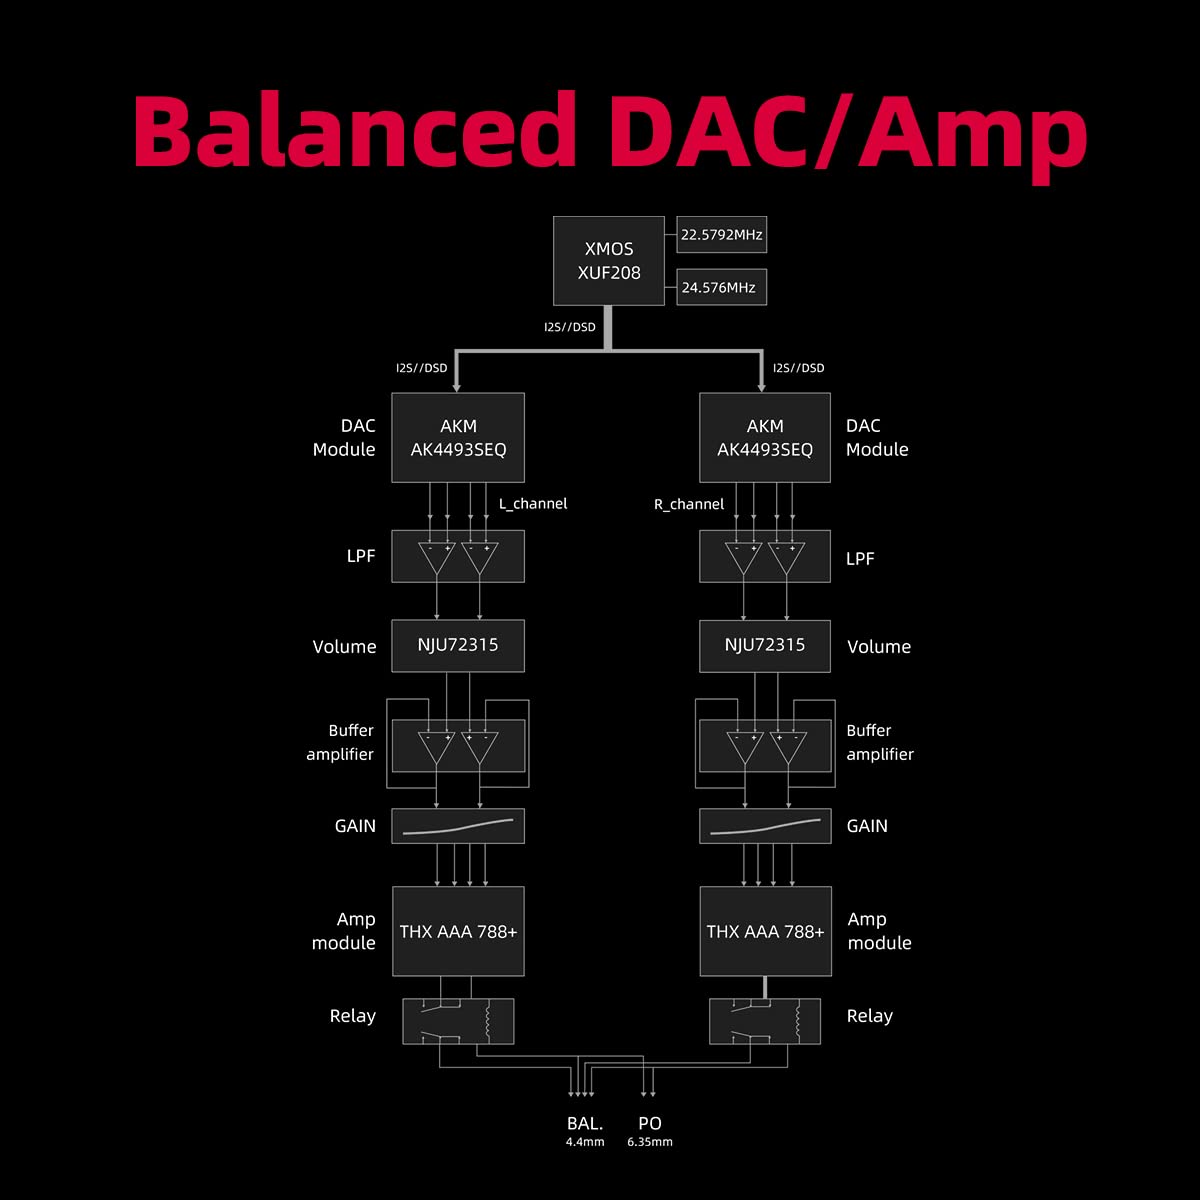 Balanced DAC/Amp
XMOS
XUF208
22.5792MHz
24.576MHz
I2S//DSD
I2S//DSD
I2S//DSD
DAC
Module
AKM
AK4493SEQ
AKM
AK4493SEQ
DAC
Module
L_channel
R_channel
LPF
- + - +
- + - +
LPF
Volume
NJU72315
NJU72315
Volume
Buffer
amplifier
- + + -
- + + -
Buffer
amplifier
GAIN
GAIN
Amp
module
THX AAA 788+
THX AAA 788+
Amp
module
Relay
Relay
BAL.
4.4mm
PO
6.35mm